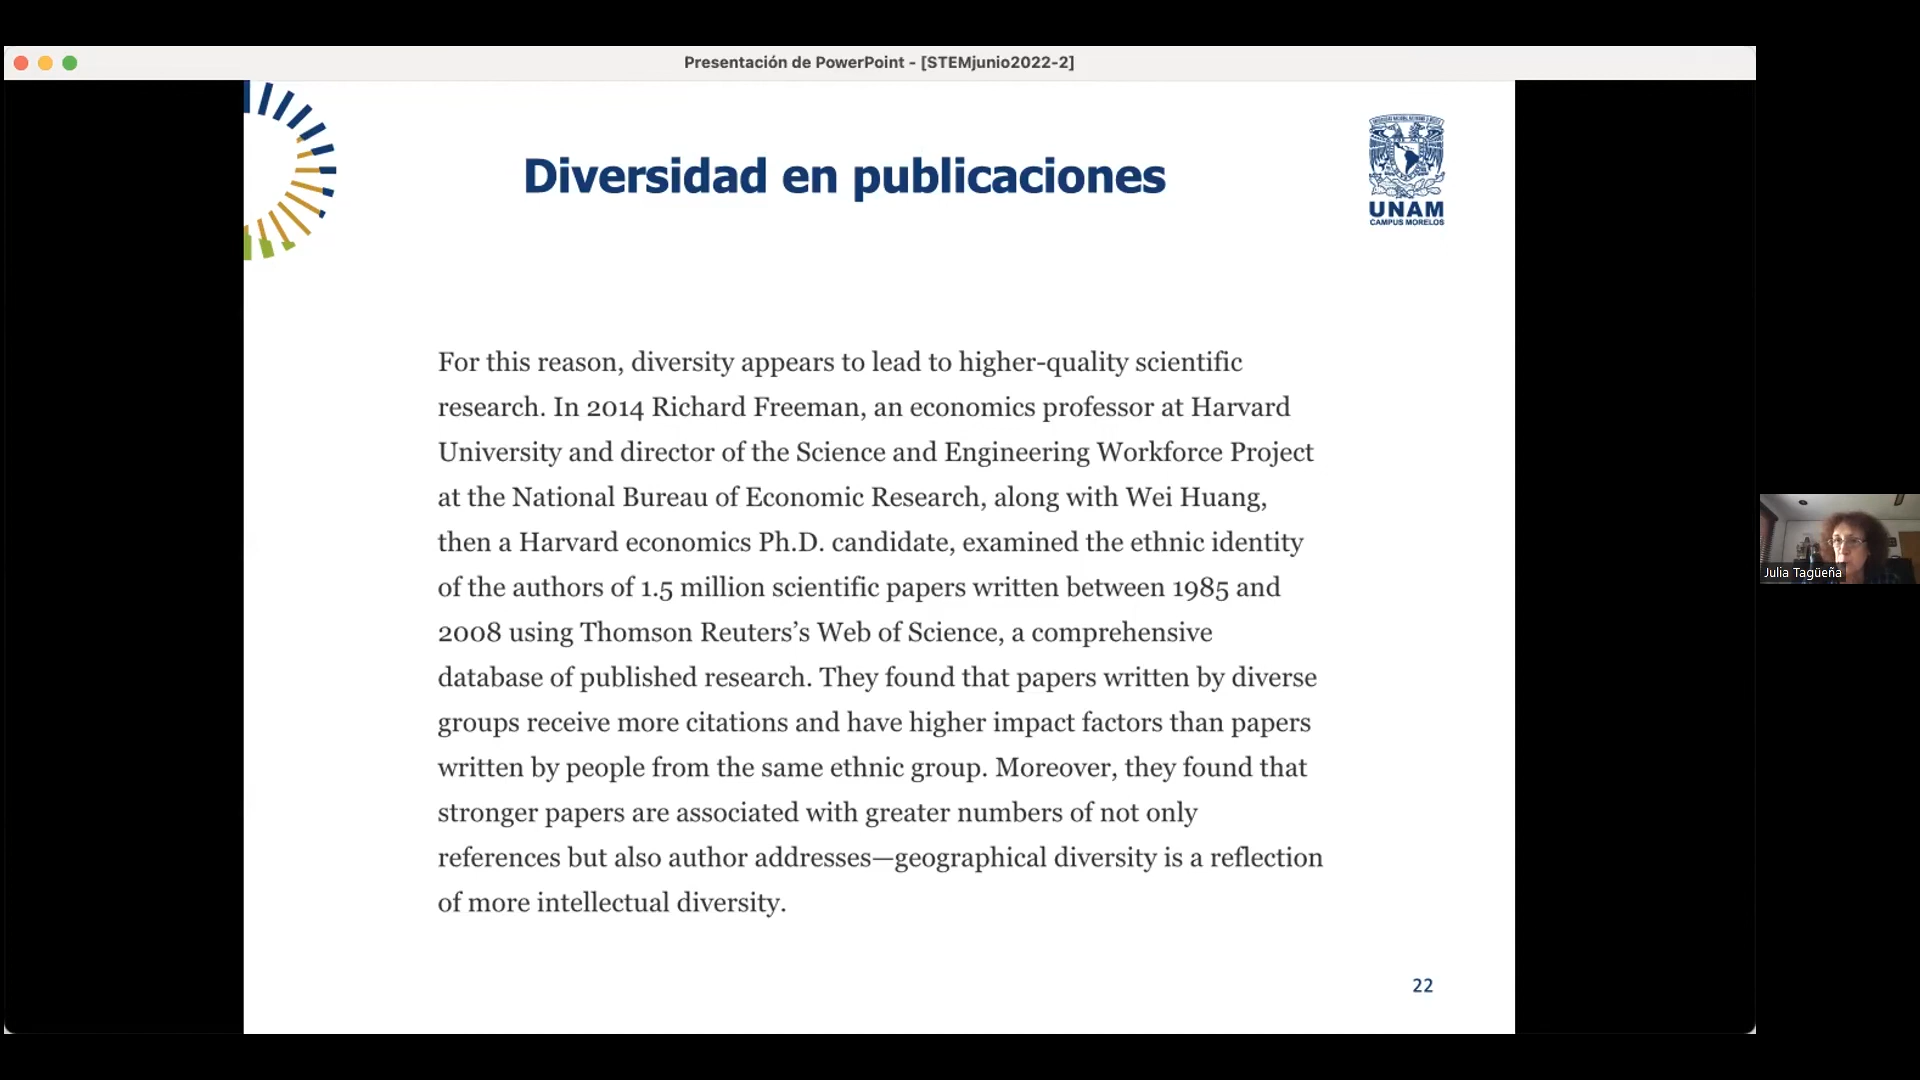 Presentación de PowerPoint - [STEMjunio2022-2]
Diversidad en publicaciones
UNAM
CAMPUS MORELOS
For this reason, diversity appears to lead to higher-quality scientific
research. In 2014 Richard Freeman, an economics professor at Harvard
University and director of the Science and Engineering Workforce Project
at the National Bureau of Economic Research, along with Wei Huang,
then a Harvard economics Ph.D. candidate, examined the ethnic identity
of the authors of 1.5 million scientific papers written between 1985 and
2008 using Thomson Reuters’s Web of Science, a comprehensive
database of published research. They found that papers written by diverse
groups receive more citations and have higher impact factors than papers
written by people from the same ethnic group. Moreover, they found that
stronger papers are associated with greater numbers of not only
references but also author addresses—geographical diversity is a reflection
of more intellectual diversity.
22
Julia Tagüeña